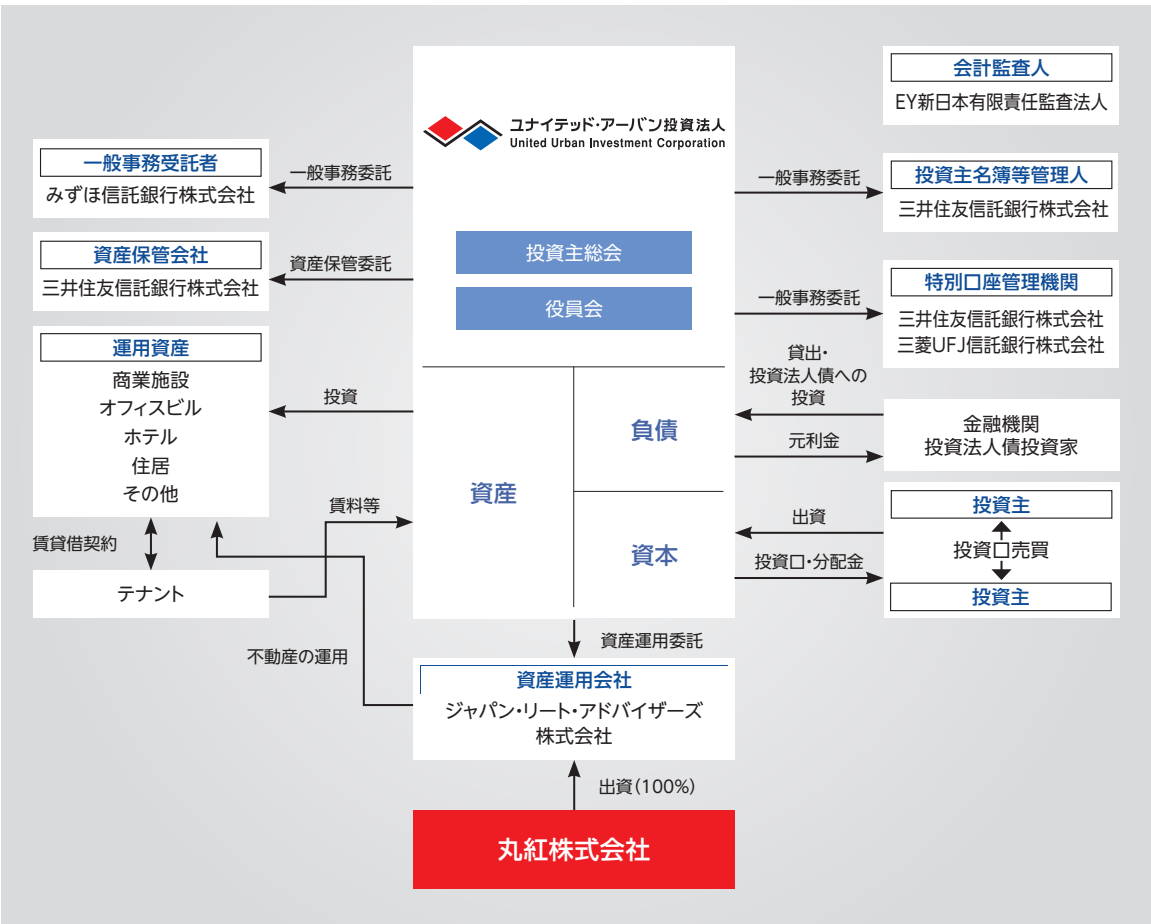 ユナイテッド・アーバン投資法人
United Urban Investment Corporation
投資主総会
役員会
資産
負債
資本
一般事務受託者
みずほ信託銀行株式会社
一般事務委託
資産保管会社
三井住友信託銀行株式会社
資産保管委託
運用資産
商業施設
オフィスビル
ホテル
住居
その他
投資
賃貸借契約
賃料等
テナント
不動産の運用
会計監査人
EY新日本有限責任監査法人
一般事務委託
投資主名簿等管理人
三井住友信託銀行株式会社
一般事務委託
特別口座管理機関
三井住友信託銀行株式会社
三菱UFJ信託銀行株式会社
貸出・
投資法人債への
投資
元利金
金融機関
投資法人債投資家
出資
投資口・分配金
投資主
投資口売買
投資主
資産運用委託
資産運用会社
ジャパン・リート・アドバイザーズ
株式会社
出資(100%)
丸紅株式会社